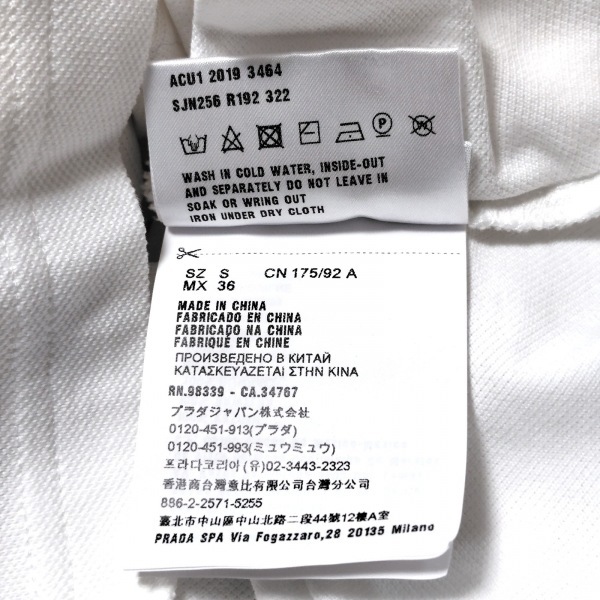 ACU1 2019 3464
SJN256 R192 322
WASH IN COLD WATER, INSIDE-OUT
AND SEPARATELY DO NOT LEAVE IN
SOAK OR WRING OUT
IRON UNDER DRY CLOTH
SZ S CN 175/92 A
MX 36
MADE IN CHINA
FABRICADO EN CHINA
FABRICADO NA CHINA
FABRIQUÉ EN CHINE
ПРОИЗВЕДЕНО В КИТАЙ
ΚΑΤΑΣΚΕΥΑΖΕΤΑΙ ΣΤΗΝ ΚΙΝΑ
RN.98339 - CA.34767
プラダジャパン株式会社
0120-451-913(プラダ)
0120-451-993(ミュウミュウ)
프라다코리아 (유)02-3443-2323
香港商台灣意比有限公司台灣分公司
886-2-2571-5255
臺北市中山區中山北路二段44號12樓A室
PRADA SPA Via Fogazzaro,28 20135 Milano